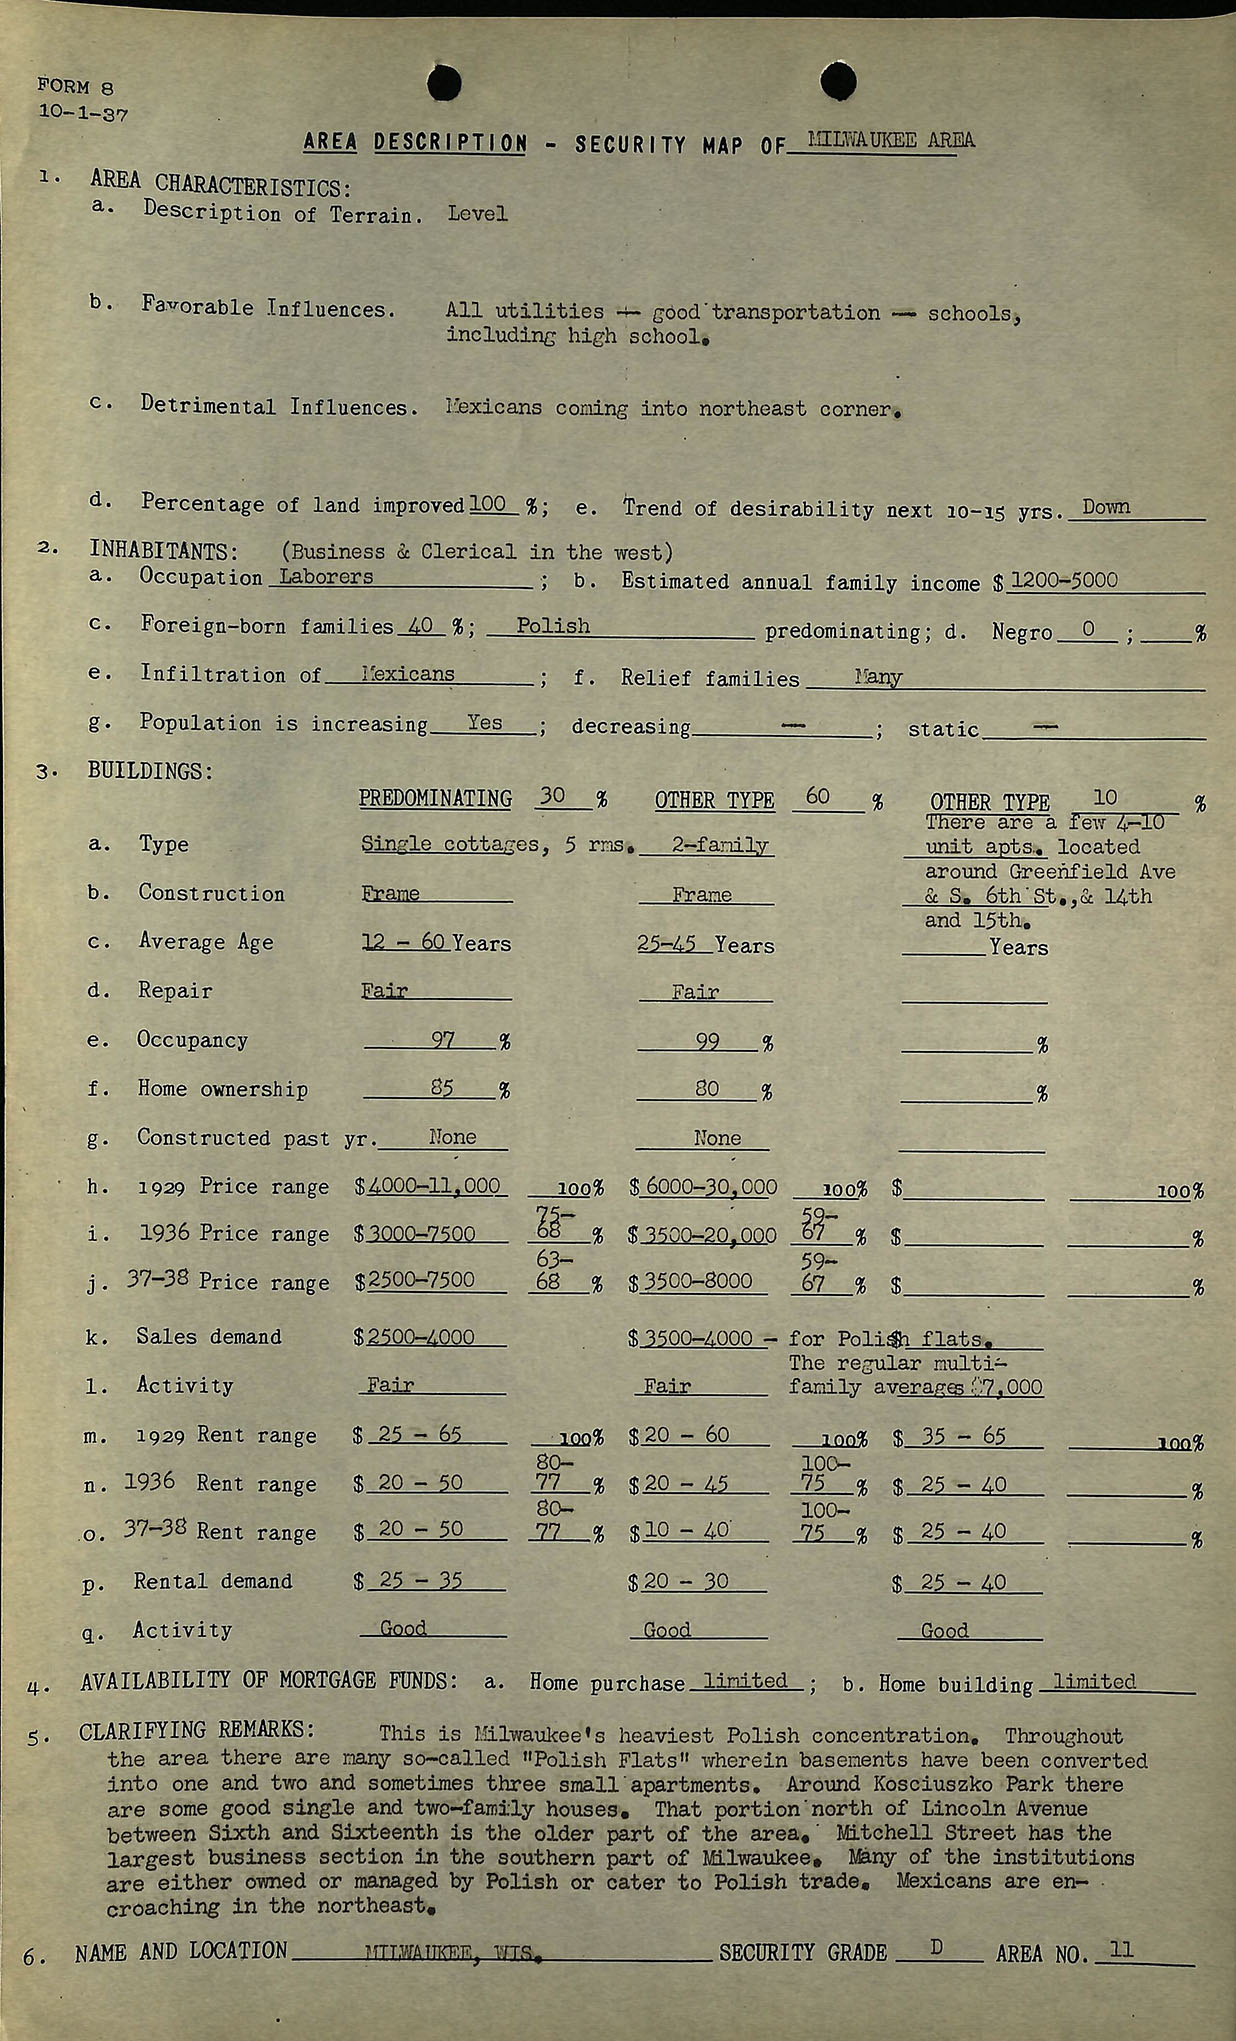 FORM 8
10-1-37
AREA DESCRIPTION - SECURITY MAP OF MILWAUKEE AREA
1. AREA CHARACTERISTICS:
a. Description of Terrain. Level
b. Favorable Influences. All utilities — good transportation — schools,
including high school.
c. Detrimental Influences. Mexicans coming into northeast corner.
d. Percentage of land improved 100 %; e. Trend of desirability next 10-15 yrs. Down
2. INHABITANTS: (Business & Clerical in the west)
a. Occupation Laborers ; b. Estimated annual family income $ 1200-5000
c. Foreign-born families 40 %; Polish predominating; d. Negro 0 ; %
e. Infiltration of Mexicans ; f. Relief families Many
g. Population is increasing Yes ; decreasing — ; static —
3. BUILDINGS:
PREDOMINATING 30 % OTHER TYPE 60 % OTHER TYPE 10 %
There are a few 4-10
a. Type Single cottages, 5 rms. 2-family unit apts. located
around Greenfield Ave
b. Construction Frame Frame & S. 6th St.,& 14th
and 15th.
c. Average Age 12 - 60 Years 25-45 Years Years
d. Repair Fair Fair
e. Occupancy 97 % 99 % %
f. Home ownership 85 % 80 % %
g. Constructed past yr. None None
h. 1929 Price range $ 4000-11,000 100% $ 6000-30,000 100% $ 100%
75- 59-
i. 1936 Price range $ 3000-7500 68 % $ 3500-20,000 67 % $ %
63- 59-
j. 37-38 Price range $ 2500-7500 68 % $ 3500-8000 67 % $ %
k. Sales demand $ 2500-4000 $ 3500-4000 - for Polish flats.
The regular multi-
l. Activity Fair Fair family averages $7,000
m. 1929 Rent range $ 25 - 65 100% $ 20 - 60 100% $ 35 - 65 100%
80- 100-
n. 1936 Rent range $ 20 - 50 77 % $ 20 - 45 75 % $ 25 - 40 %
80- 100-
o. 37-38 Rent range $ 20 - 50 77 % $ 10 - 40 75 % $ 25 - 40 %
p. Rental demand $ 25 - 35 $ 20 - 30 $ 25 - 40
q. Activity Good Good Good
4. AVAILABILITY OF MORTGAGE FUNDS: a. Home purchase limited ; b. Home building limited
5. CLARIFYING REMARKS: This is Milwaukee's heaviest Polish concentration. Throughout
the area there are many so-called "Polish Flats" wherein basements have been converted
into one and two and sometimes three small apartments. Around Kosciuszko Park there
are some good single and two-family houses. That portion north of Lincoln Avenue
between Sixth and Sixteenth is the older part of the area. Mitchell Street has the
largest business section in the southern part of Milwaukee. Many of the institutions
are either owned or managed by Polish or cater to Polish trade. Mexicans are en-
croaching in the northeast.
6. NAME AND LOCATION MILWAUKEE, WIS. SECURITY GRADE D AREA NO. 11